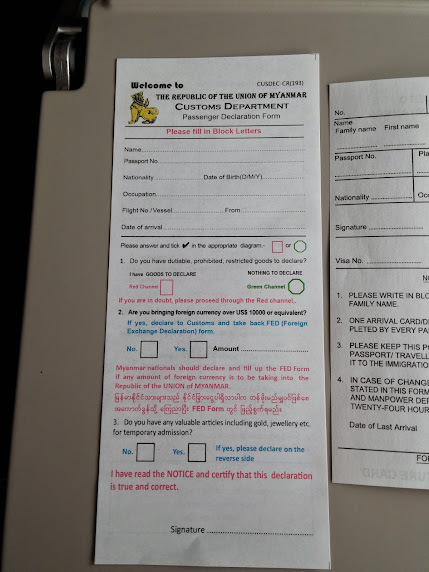 Welcome to
CUSDEC-CR(193)
THE REPUBLIC OF THE UNION OF MYANMAR
CUSTOMS DEPARTMENT
Passenger Declaration Form
Please fill in Block Letters
Name
Passport No.
Nationality Date of Birth(D/M/Y)
Occupation
Flight No./Vessel From
Date of arrival
Please answer and tick ✔ in the appropriate diagram:- or
1. Do you have dutiable, prohibited, restricted goods to declare?
I have GOODS TO DECLARE NOTHING TO DECLARE
Red Channel Green Channel
If you are in doubt, please proceed through the Red channel,.
2. Are you bringing foreign currency over US$ 10000 or equivalent?
If yes, declare to Customs and take back FED (Foreign
Exchange Declaration) form.
No. Yes. Amount
Myanmar nationals should declare and fill up the FED Form
if any amount of foreign currency is to be taking into the
Republic of the UNION OF MYANMAR.
FED Form
3. Do you have any valuable articles including gold, jewellery etc.
for temporary admission?
No. Yes. If yes, please declare on the
reverse side
I have read the NOTICE and certify that this declaration
is true and correct.
Signature
No.
Name
Family name First name
Passport No.
Nationality
Signature
Visa No.
1. PLEASE WRITE IN
FAMILY NAME.
2. ONE ARRIVAL
PLETED BY EVERY
3. PLEASE KEEP THIS
PASSPORT/
IT TO THE
4. IN CASE OF
STATED IN THIS FORM
AND MANPOWER
TWENTY-FOUR
Date of Last Arrival